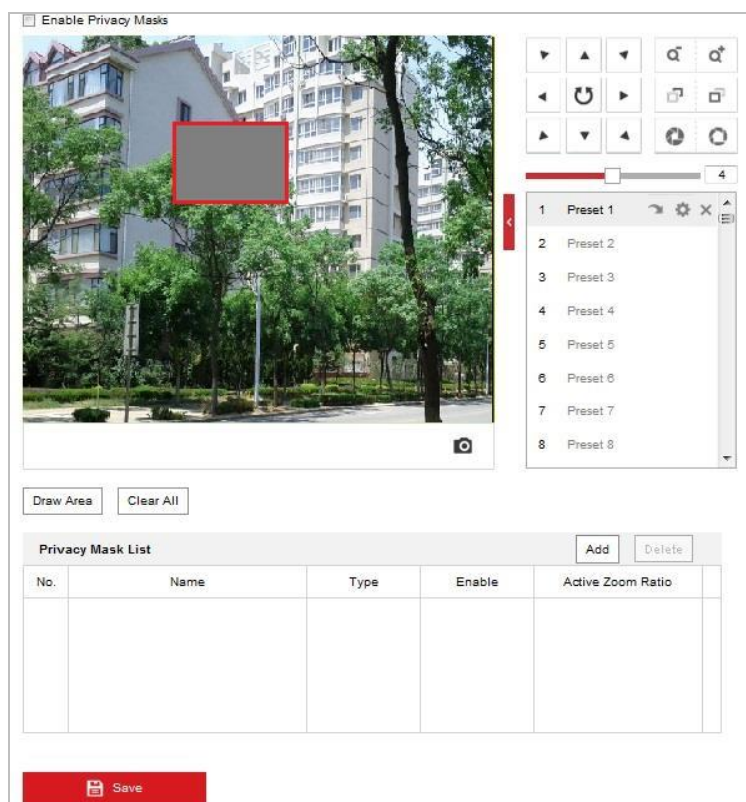 Enable Privacy Masks
4
1 Preset 1
2 Preset 2
3 Preset 3
4 Preset 4
5 Preset 5
6 Preset 6
7 Preset 7
8 Preset 8
Draw Area Clear All
Privacy Mask List Add Delete
No. Name Type Enable Active Zoom Ratio
Save